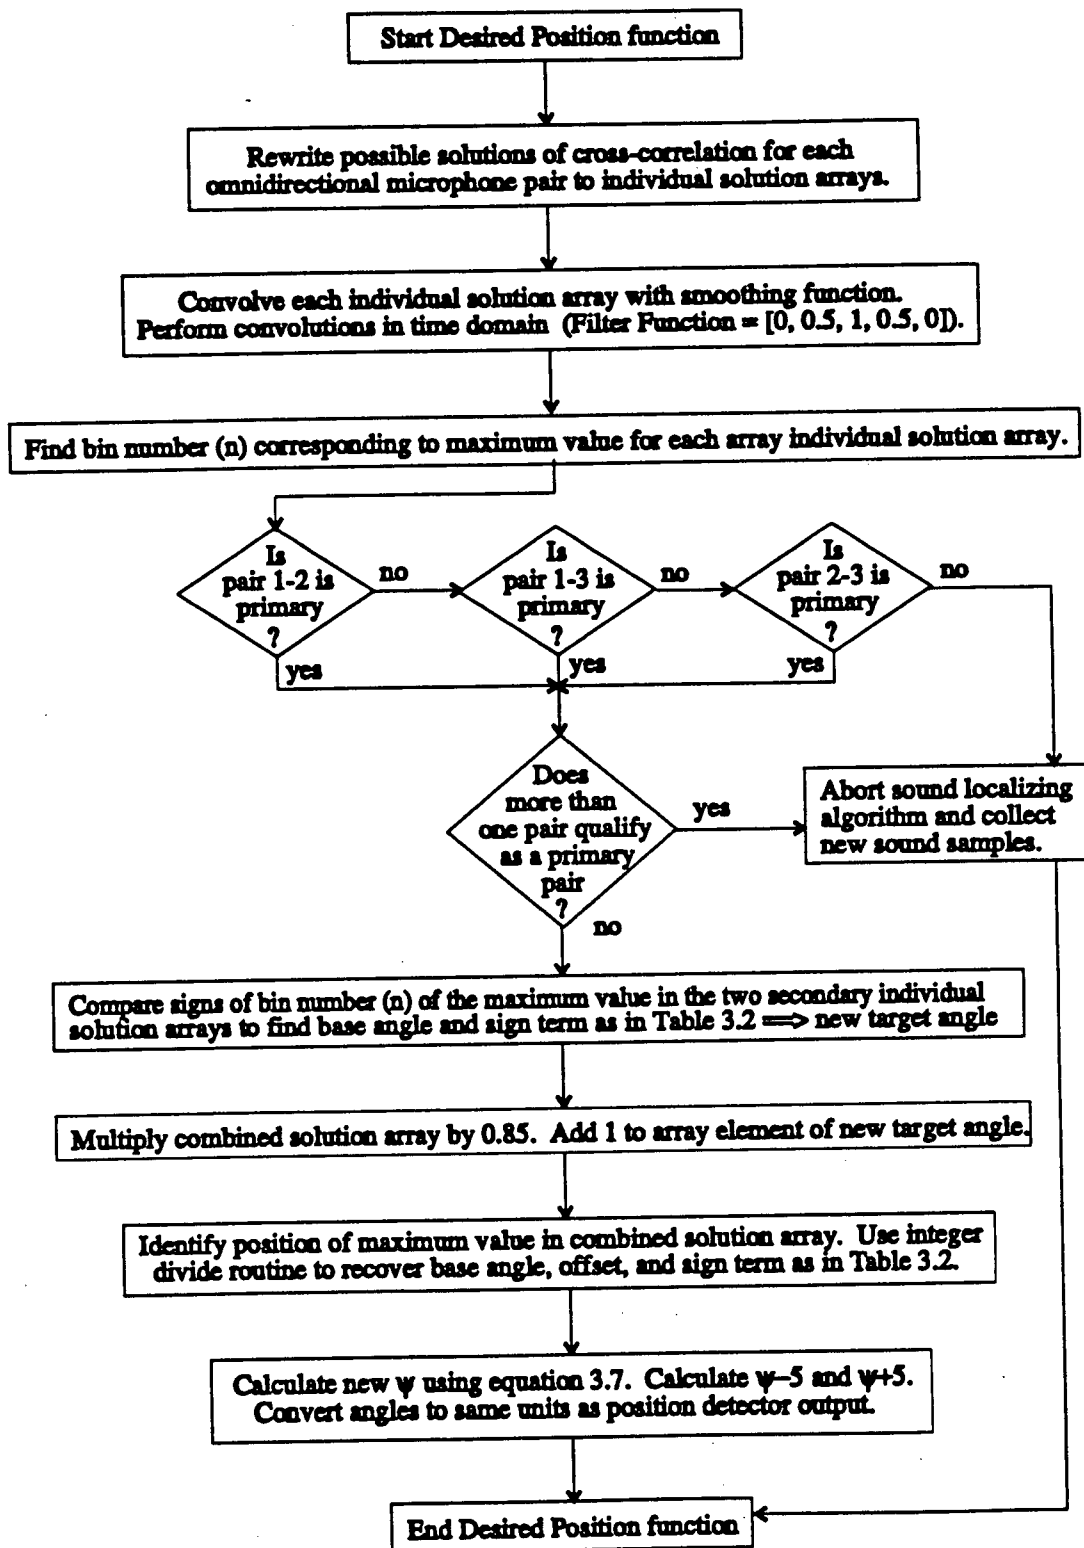 Start Desired Position function
Rewrite possible solutions of cross-correlation for each
omnidirectional microphone pair to individual solution arrays.
Convolve each individual solution array with smoothing function.
Perform convolutions in time domain (Filter Function = [0, 0.5, 1, 0.5, 0]).
Find bin number (n) corresponding to maximum value for each array individual solution array.
Is
pair 1-2 is
primary
?
no
yes
Is
pair 1-3 is
primary
?
no
yes
Is
pair 2-3 is
primary
?
no
yes
Does
more than
one pair qualify
as a primary
pair
?
yes
no
Abort sound localizing
algorithm and collect
new sound samples.
Compare signs of bin number (n) of the maximum value in the two secondary individual
solution arrays to find base angle and sign term as in Table 3.2 ==> new target angle
Multiply combined solution array by 0.85. Add 1 to array element of new target angle.
Identify position of maximum value in combined solution array. Use integer
divide routine to recover base angle, offset, and sign term as in Table 3.2.
Calculate new ψ using equation 3.7. Calculate ψ−5 and ψ+5.
Convert angles to same units as position detector output.
End Desired Position function